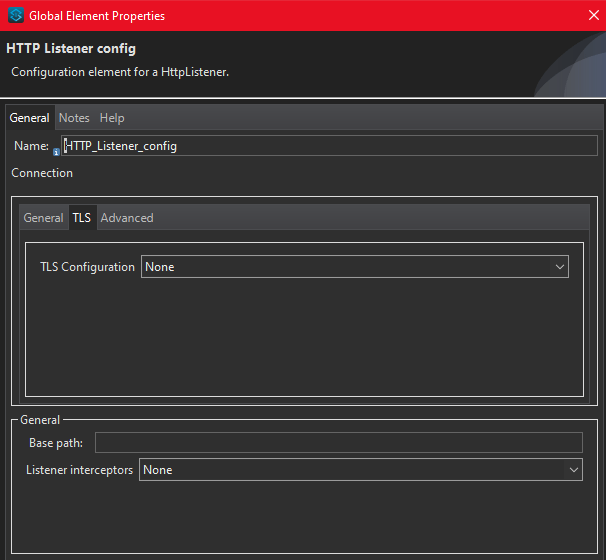 Global Element Properties
HTTP Listener config
Configuration element for a HttpListener.
General Notes Help
Name: HTTP_Listener_config
Connection
General TLS Advanced
TLS Configuration None
General
Base path:
Listener interceptors None